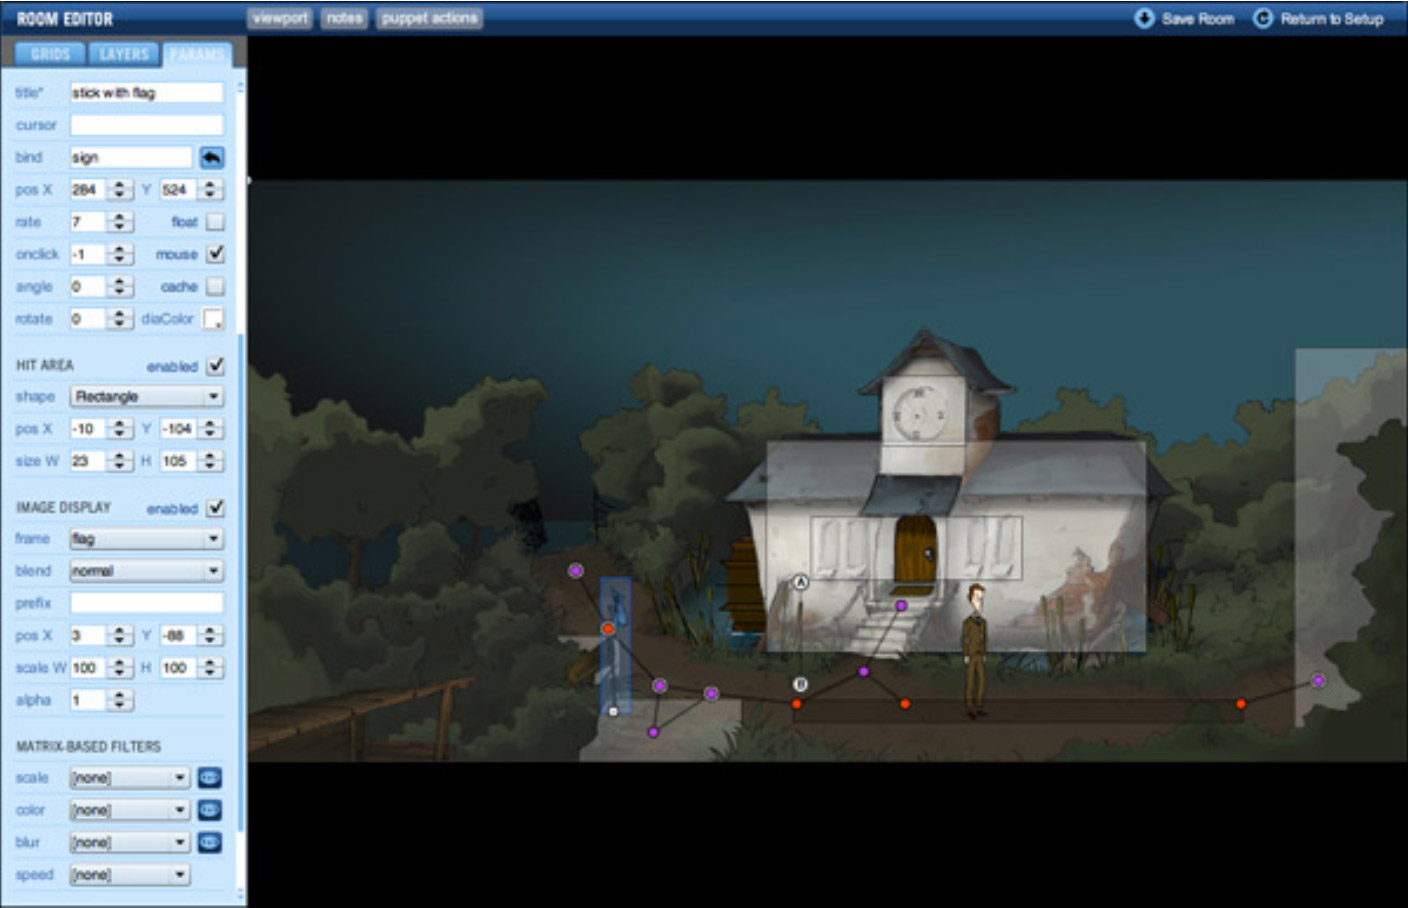 ROOM EDITOR
viewport
notes
puppet actions
Save Room
Return to Setup
GRIDS
LAYERS
PARAMS
title* stick with flag
cursor
bind sign
pos X 284 Y 524
rate 7 float
onclick -1 mouse
angle 0 cache
rotate 0 diaColor
HIT AREA enabled
shape Rectangle
pos X -10 Y -104
size W 23 H 105
IMAGE DISPLAY enabled
frame flag
blend normal
prefix
pos X 3 Y -88
scale W 100 H 100
alpha 1
MATRIX-BASED FILTERS
scale [none]
color [none]
blur [none]
speed [none]
A
B